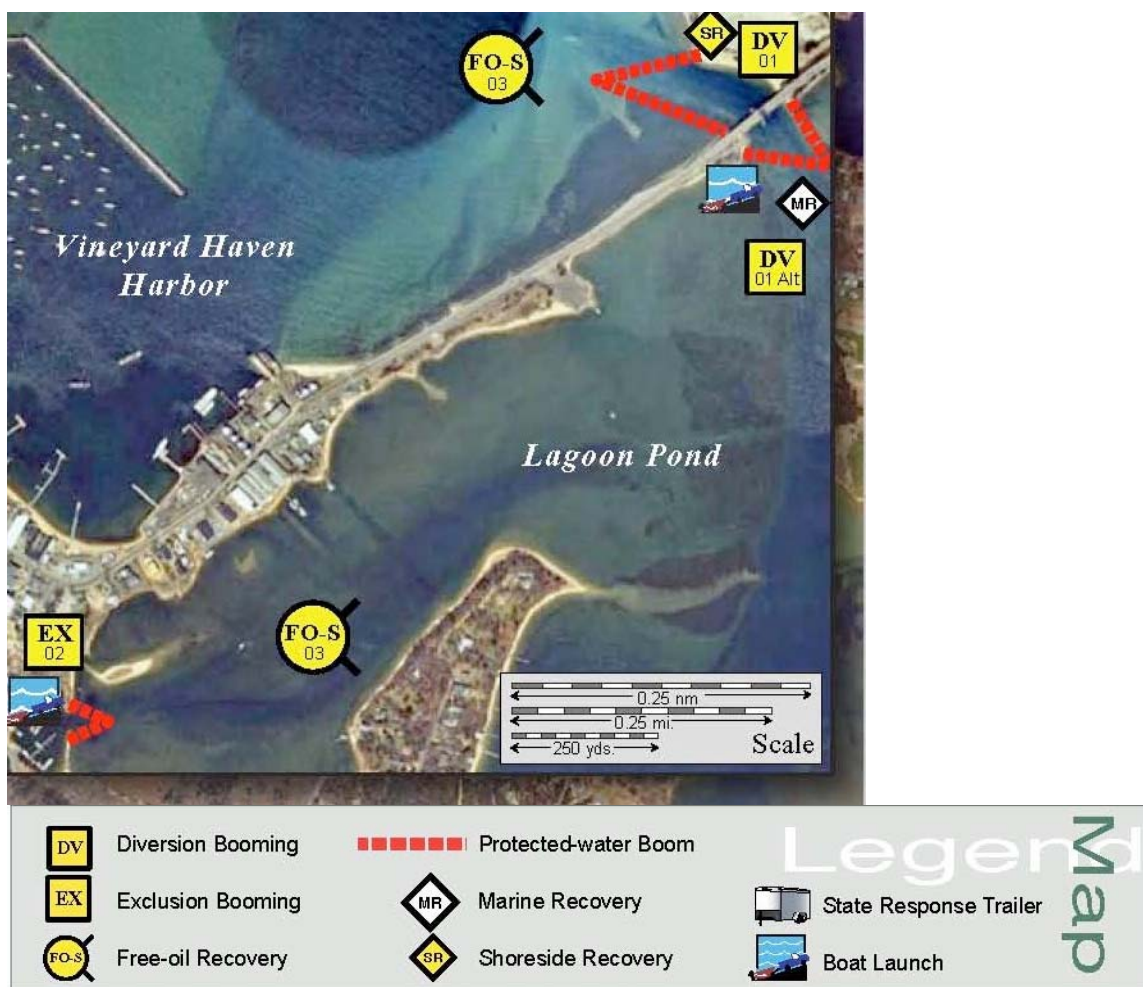 SR
DV
01
FO-S
03
MR
DV
01 Alt
Vineyard Haven
Harbor
Lagoon Pond
FO-S
03
EX
02
0.25 nm
0.25 mi.
250 yds.
Scale
Legend
Map
DV Diversion Booming
Protected-water Boom
EX Exclusion Booming
MR Marine Recovery
State Response Trailer
FO-S Free-oil Recovery
SR Shoreside Recovery
Boat Launch